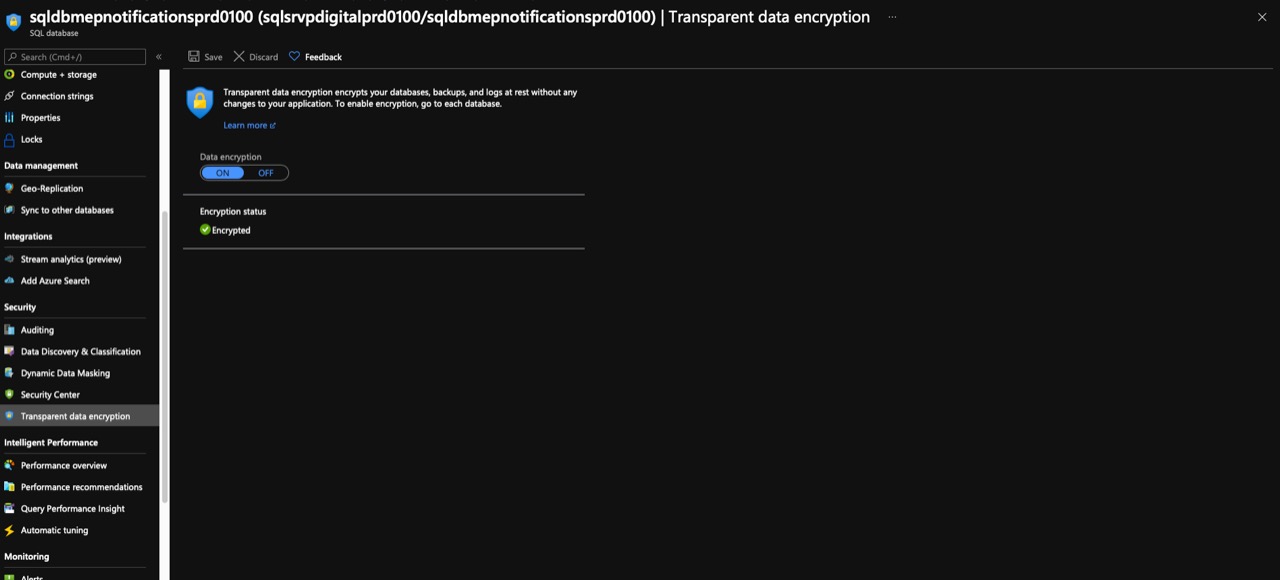 sqldbmepnotificationsprd0100 (sqlsrvpdigitalprd0100/sqldbmepnotificationsprd0100) | Transparent data encryption ...
SQL database
Search (Cmd+/)
«
Save
Discard
Feedback
Compute + storage
Connection strings
Properties
Locks
Data management
Geo-Replication
Sync to other databases
Integrations
Stream analytics (preview)
Add Azure Search
Security
Auditing
Data Discovery & Classification
Dynamic Data Masking
Security Center
Transparent data encryption
Intelligent Performance
Performance overview
Performance recommendations
Query Performance Insight
Automatic tuning
Monitoring
Alerts
Transparent data encryption encrypts your databases, backups, and logs at rest without any
changes to your application. To enable encryption, go to each database.
Learn more
Data encryption
ON OFF
Encryption status
Encrypted